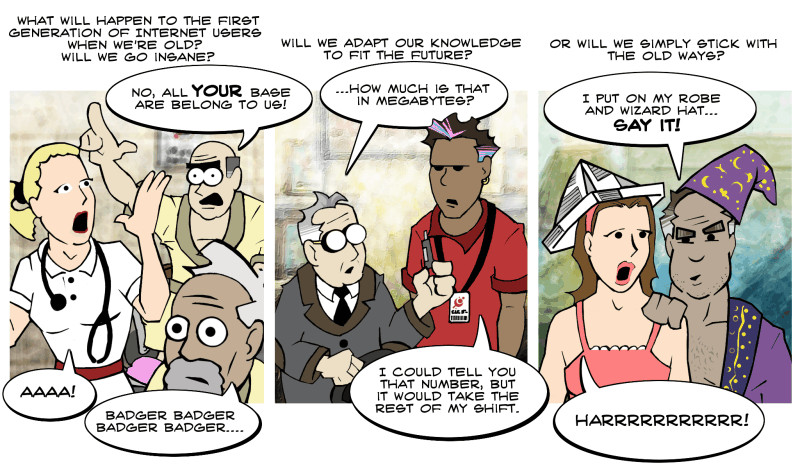 WHAT WILL HAPPEN TO THE FIRST
GENERATION OF INTERNET USERS
WHEN WE'RE OLD?
WILL WE GO INSANE?
NO, ALL YOUR BASE
ARE BELONG TO US!
AAAA!
BADGER BADGER
BADGER BADGER....
WILL WE ADAPT OUR KNOWLEDGE
TO FIT THE FUTURE?
...HOW MUCH IS THAT
IN MEGABYTES?
I COULD TELL YOU
THAT NUMBER, BUT
IT WOULD TAKE THE
REST OF MY SHIFT.
OR WILL WE SIMPLY STICK WITH
THE OLD WAYS?
I PUT ON MY ROBE
AND WIZARD HAT...
SAY IT!
HARRRRRRRRRRR!